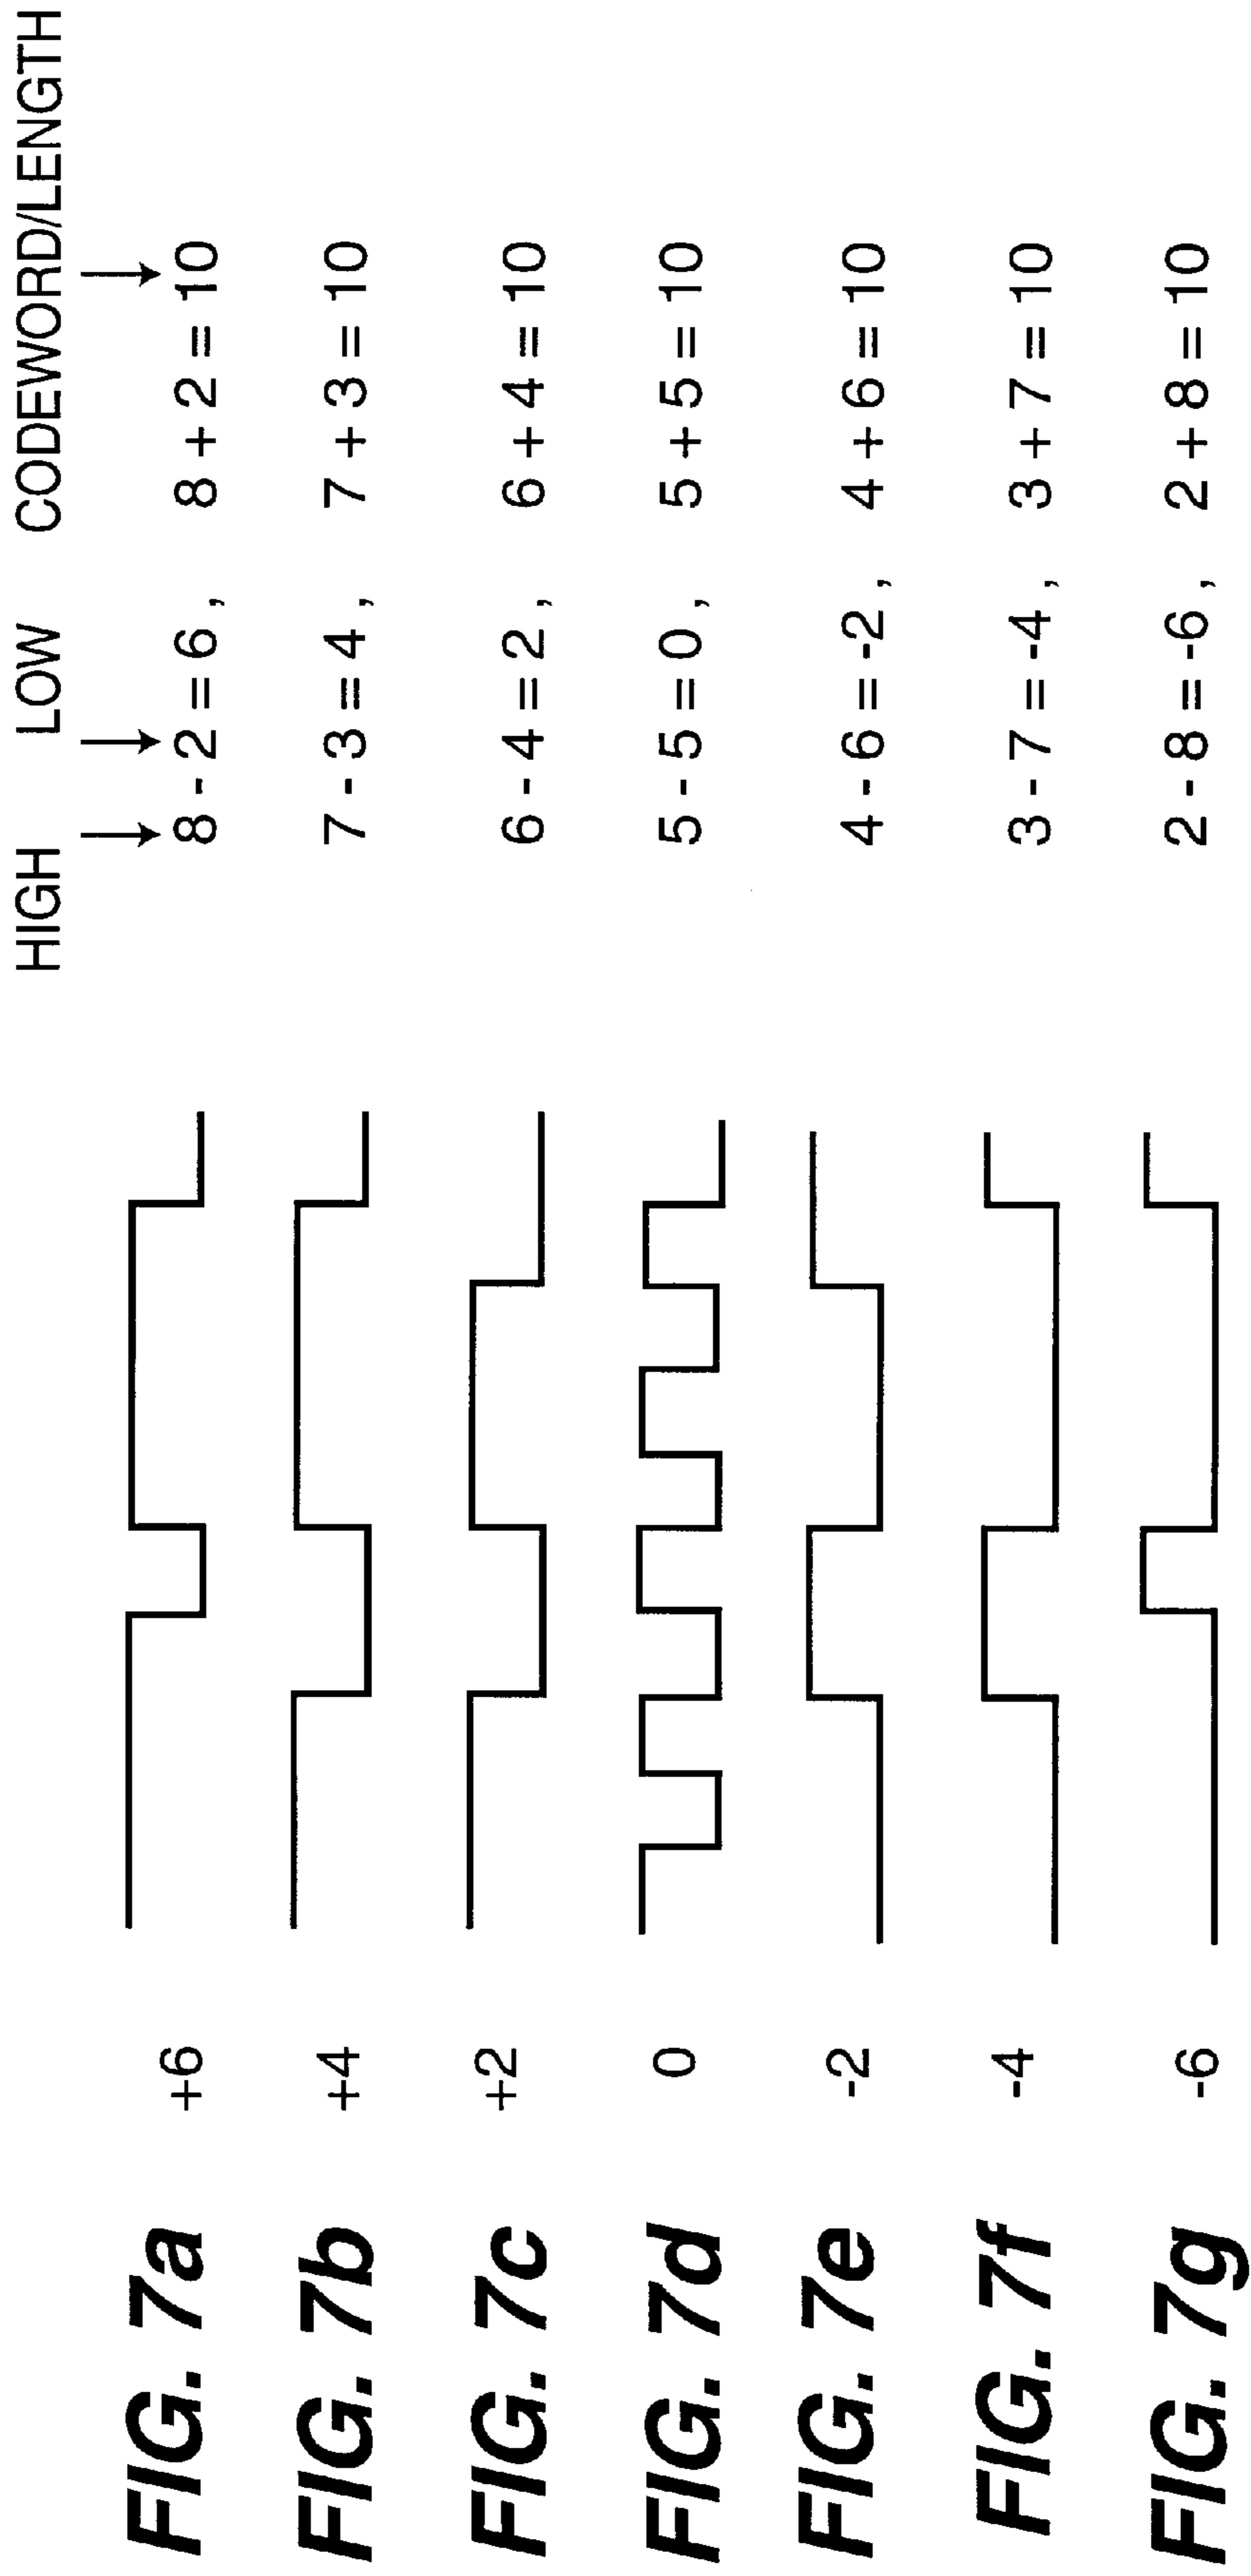 HIGH LOW CODEWORD/LENGTH
FIG. 7a +6 8 - 2 = 6 , 8 + 2 = 10
FIG. 7b +4 7 - 3 = 4 , 7 + 3 = 10
FIG. 7c +2 6 - 4 = 2 , 6 + 4 = 10
FIG. 7d 0 5 - 5 = 0 , 5 + 5 = 10
FIG. 7e -2 4 - 6 = -2 , 4 + 6 = 10
FIG. 7f -4 3 - 7 = -4 , 3 + 7 = 10
FIG. 7g -6 2 - 8 = -6 , 2 + 8 = 10